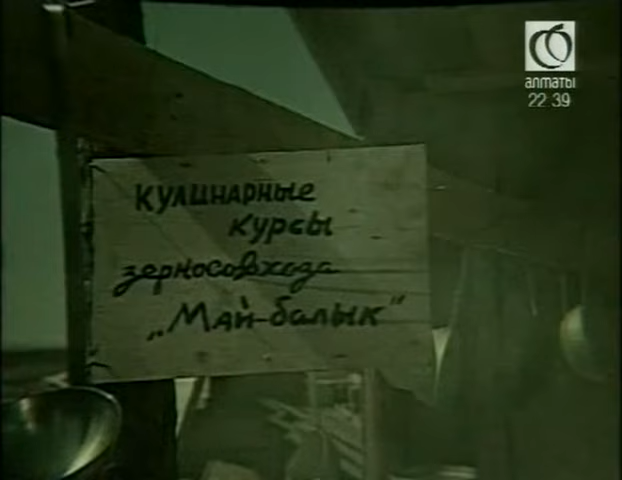 алматы
22 39
Кулинарные
курсы
зерносовхоза
„Май-балык"